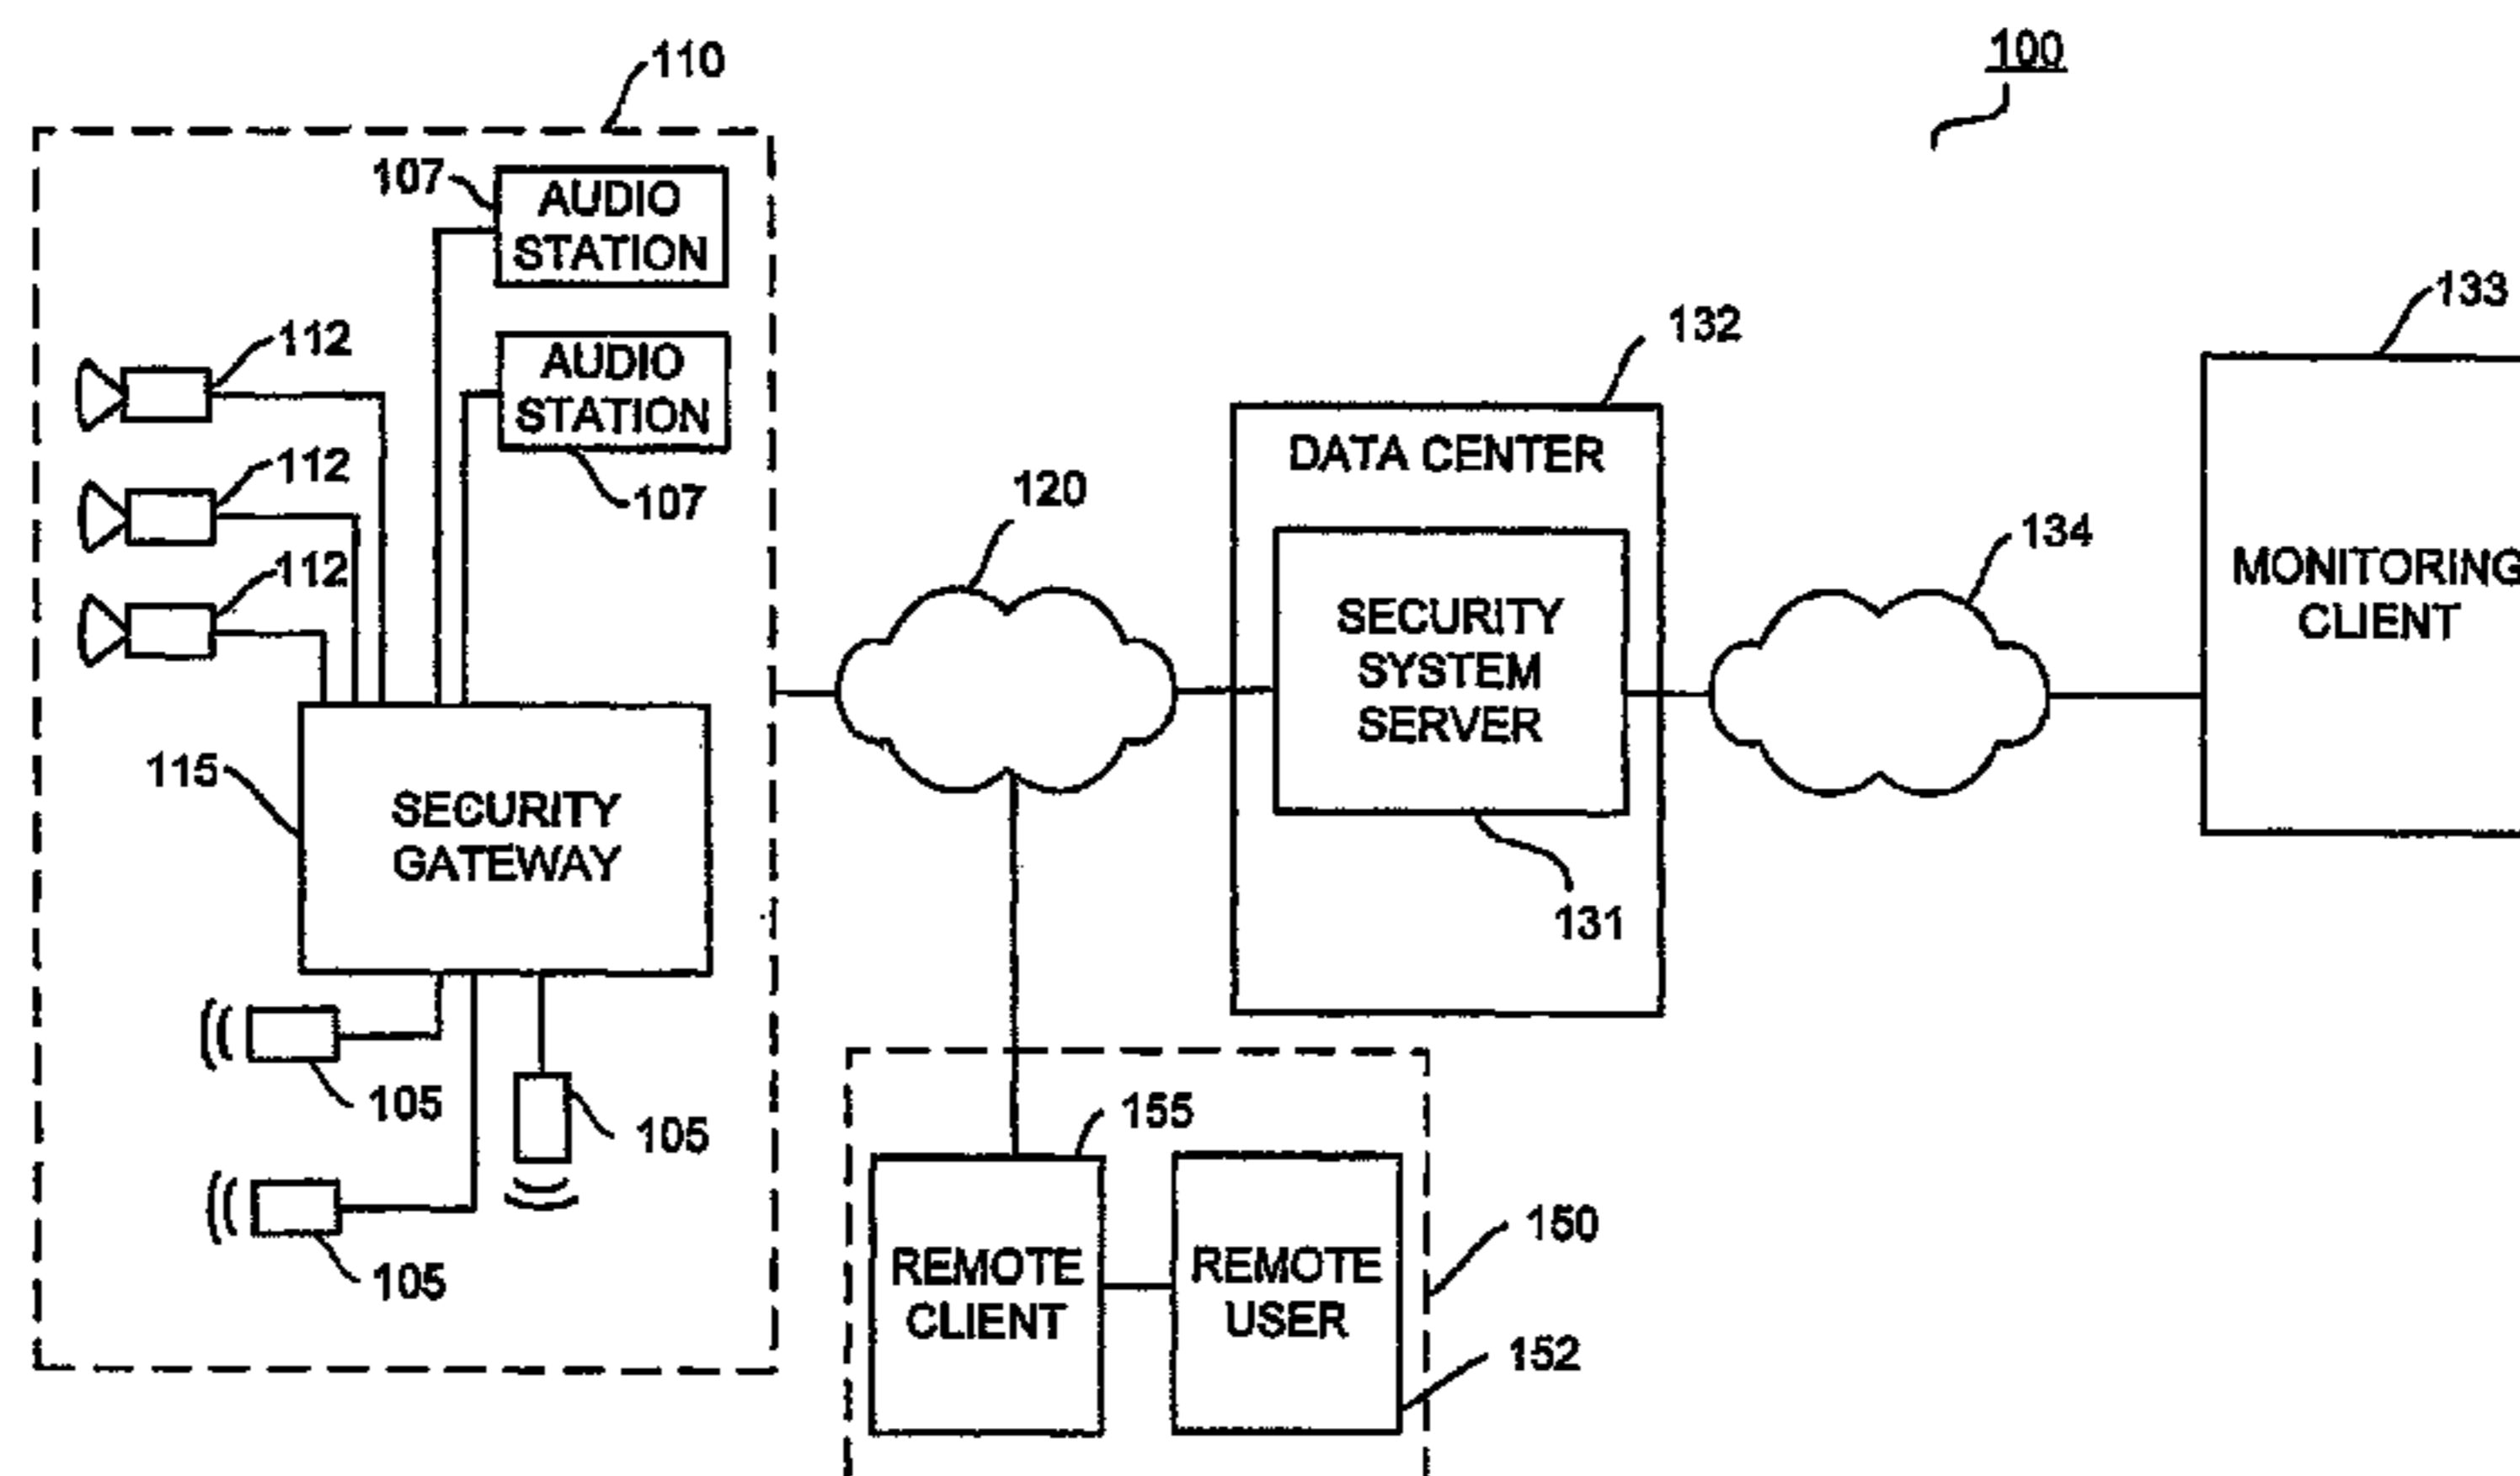 100
110
107
AUDIO
STATION
AUDIO
STATION
107
112
112
112
115
SECURITY
GATEWAY
105
105
105
120
132
DATA CENTER
SECURITY
SYSTEM
SERVER
131
134
133
MONITORING
CLIENT
155
REMOTE
CLIENT
REMOTE
USER
150
152